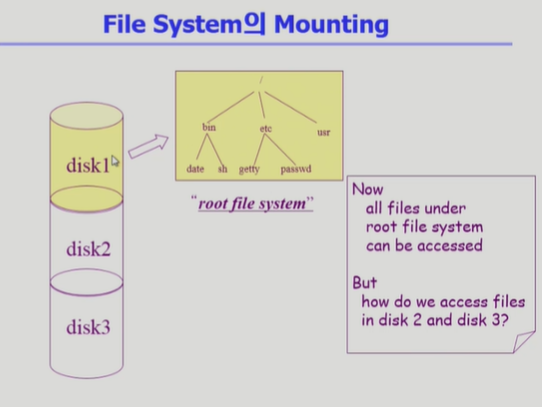 File System의 Mounting
/
bin
etc
usr
date
sh
getty
passwd
disk1
"root file system"
disk2
disk3
Now
all files under
root file system
can be accessed
But
how do we access files
in disk 2 and disk 3?